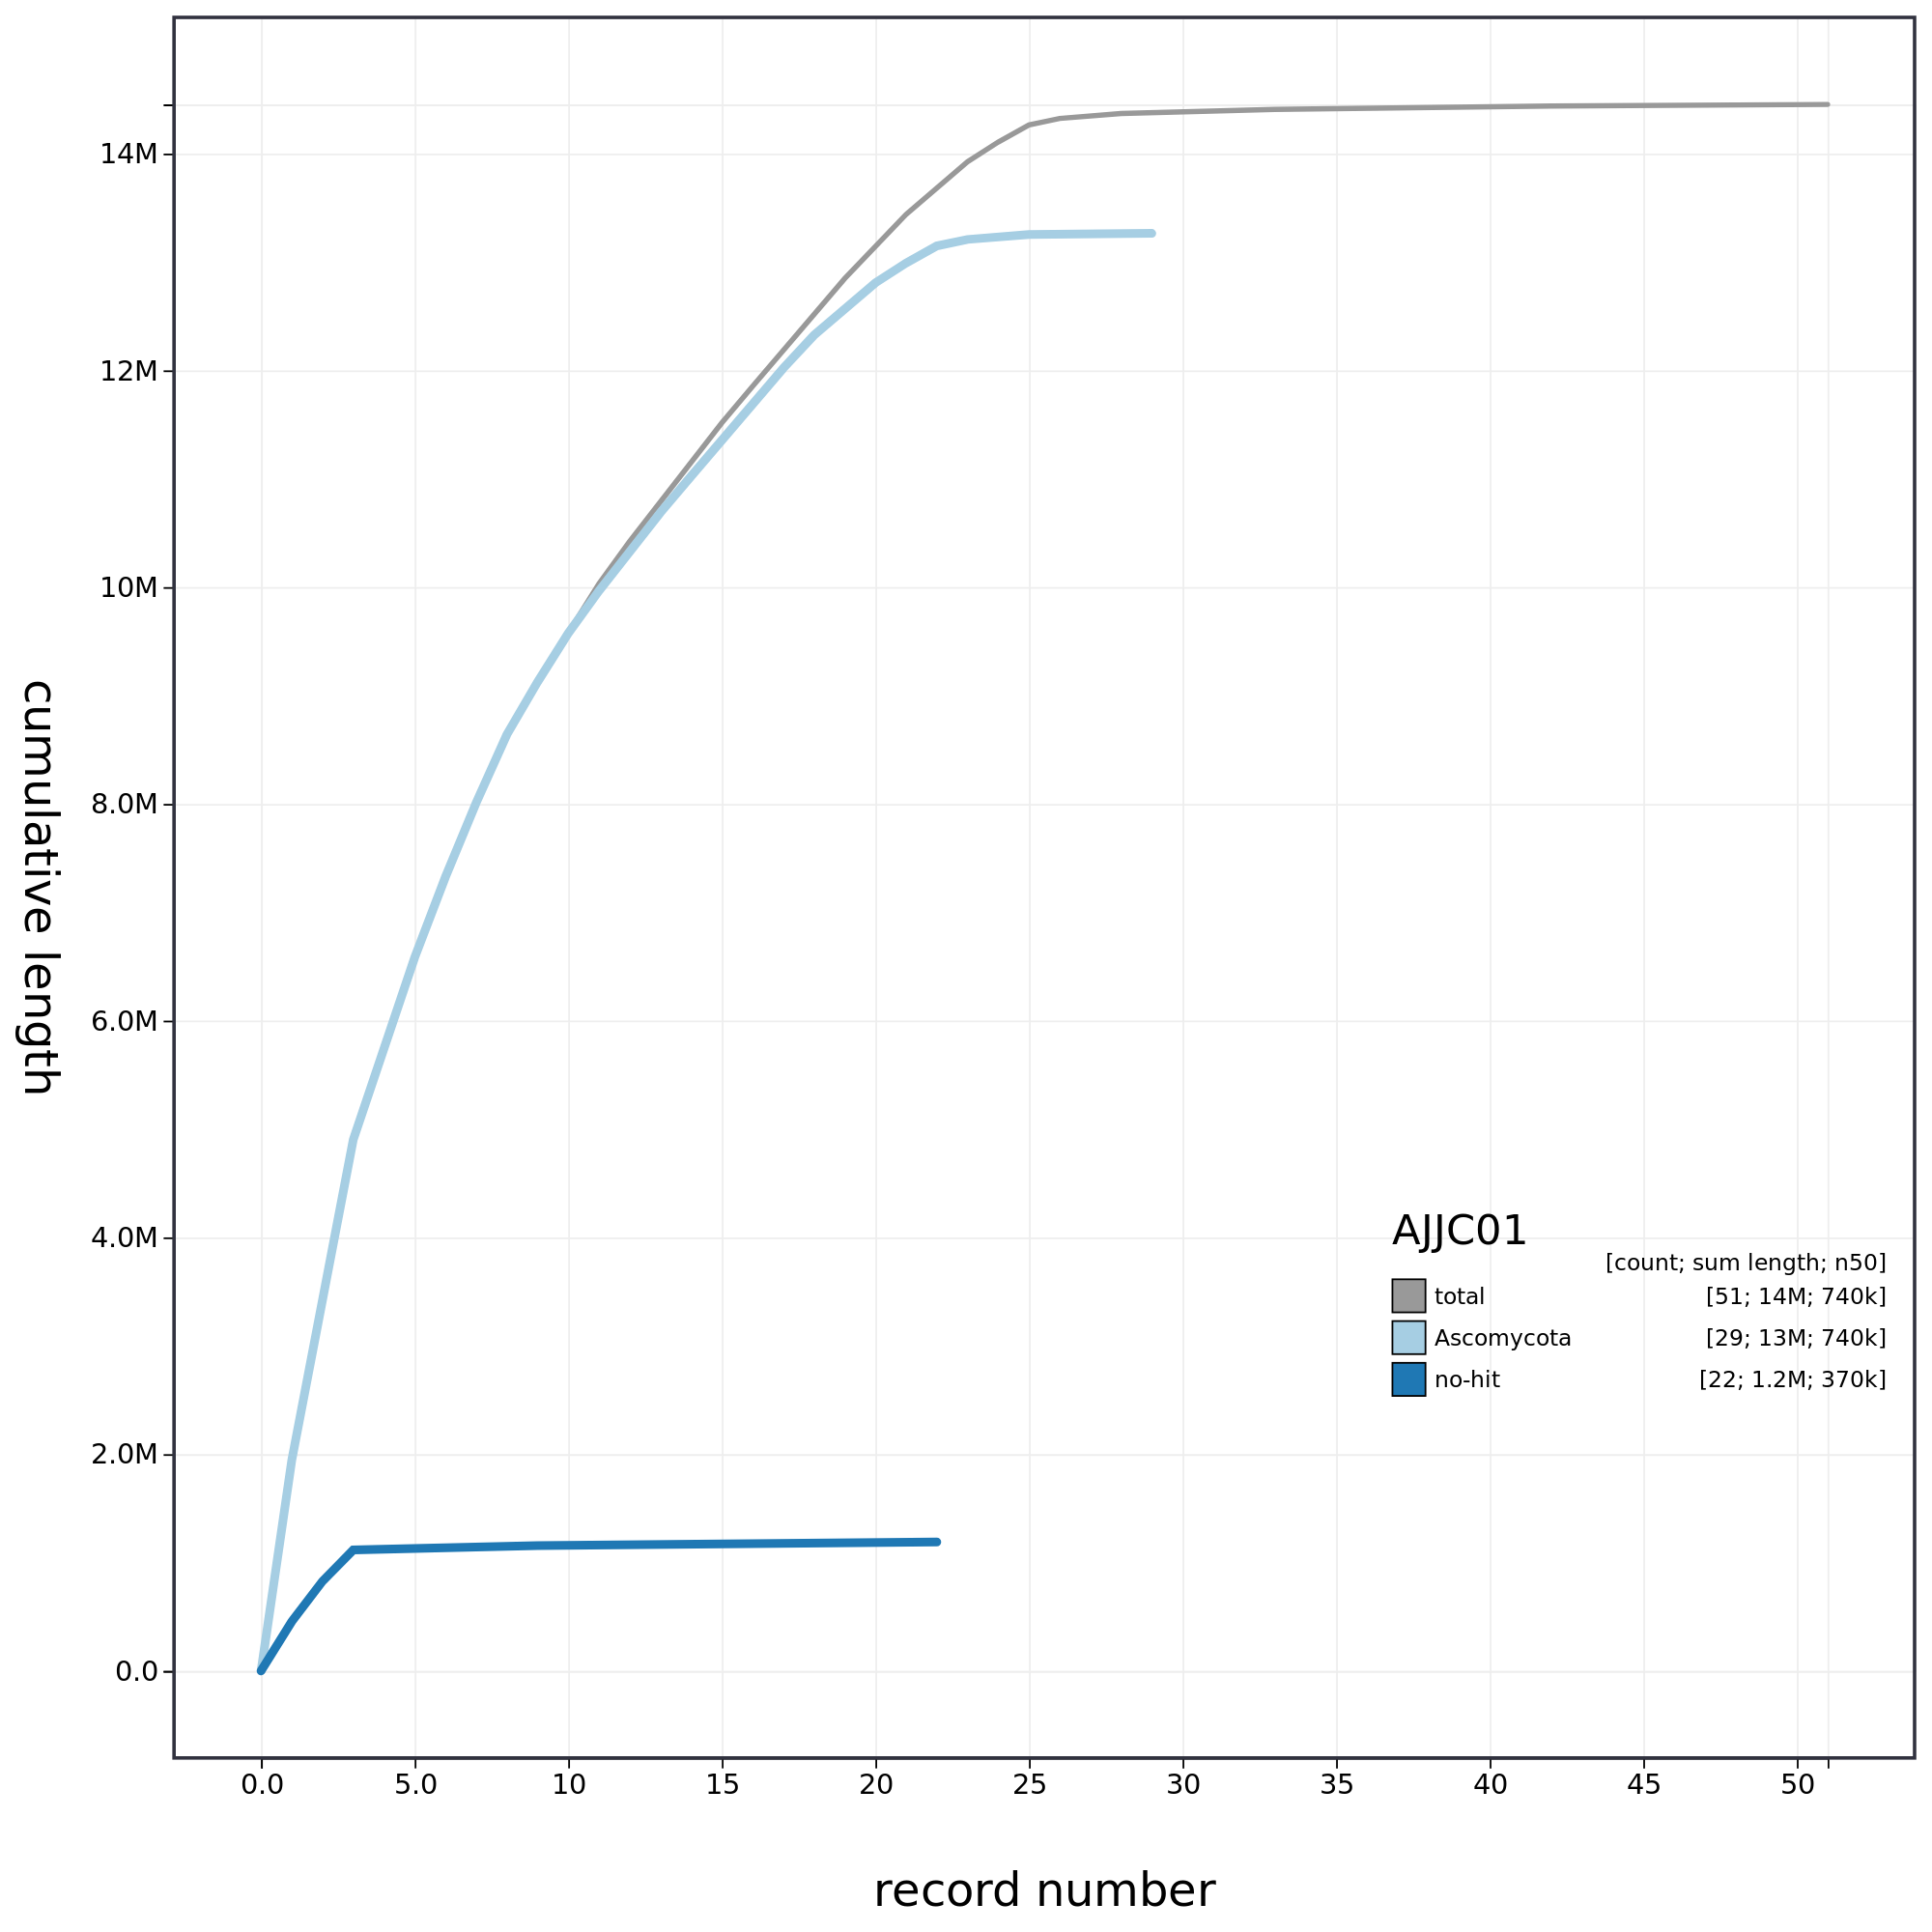 cumulative length
14M
12M
10M
8.0M
6.0M
4.0M
2.0M
0.0
AJJC01
[count; sum length; n50]
total [51; 14M; 740k]
Ascomycota [29; 13M; 740k]
no-hit [22; 1.2M; 370k]
0.0 5.0 10 15 20 25 30 35 40 45 50
record number